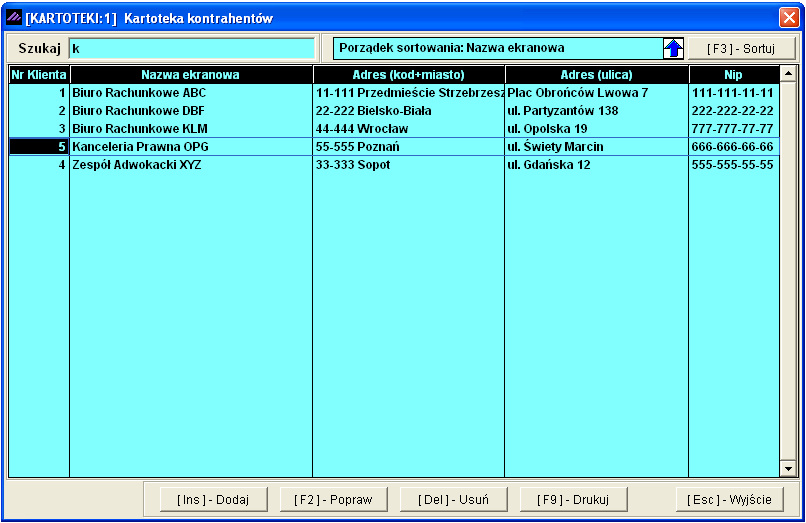 [KARTOTEKI:1] Kartoteka kontrahentów
Szukaj k Porządek sortowania: Nazwa ekranowa [ F3 ] - Sortuj
Nr Klienta Nazwa ekranowa Adres (kod+miasto) Adres (ulica) Nip
1 Biuro Rachunkowe ABC 11-111 Przedmieście Strzebrzesz Plac Obrońców Lwowa 7 111-111-11-11
2 Biuro Rachunkowe DBF 22-222 Bielsko-Biała ul. Partyzantów 138 222-222-22-22
3 Biuro Rachunkowe KLM 44-444 Wrocław ul. Opolska 19 777-777-77-77
5 Kanceleria Prawna OPG 55-555 Poznań ul. Świety Marcin 666-666-66-66
4 Zespół Adwokacki XYZ 33-333 Sopot ul. Gdańska 12 555-555-55-55
[ Ins ] - Dodaj [ F2 ] - Popraw [ Del ] - Usuń [ F9 ] - Drukuj [ Esc ] - Wyjście